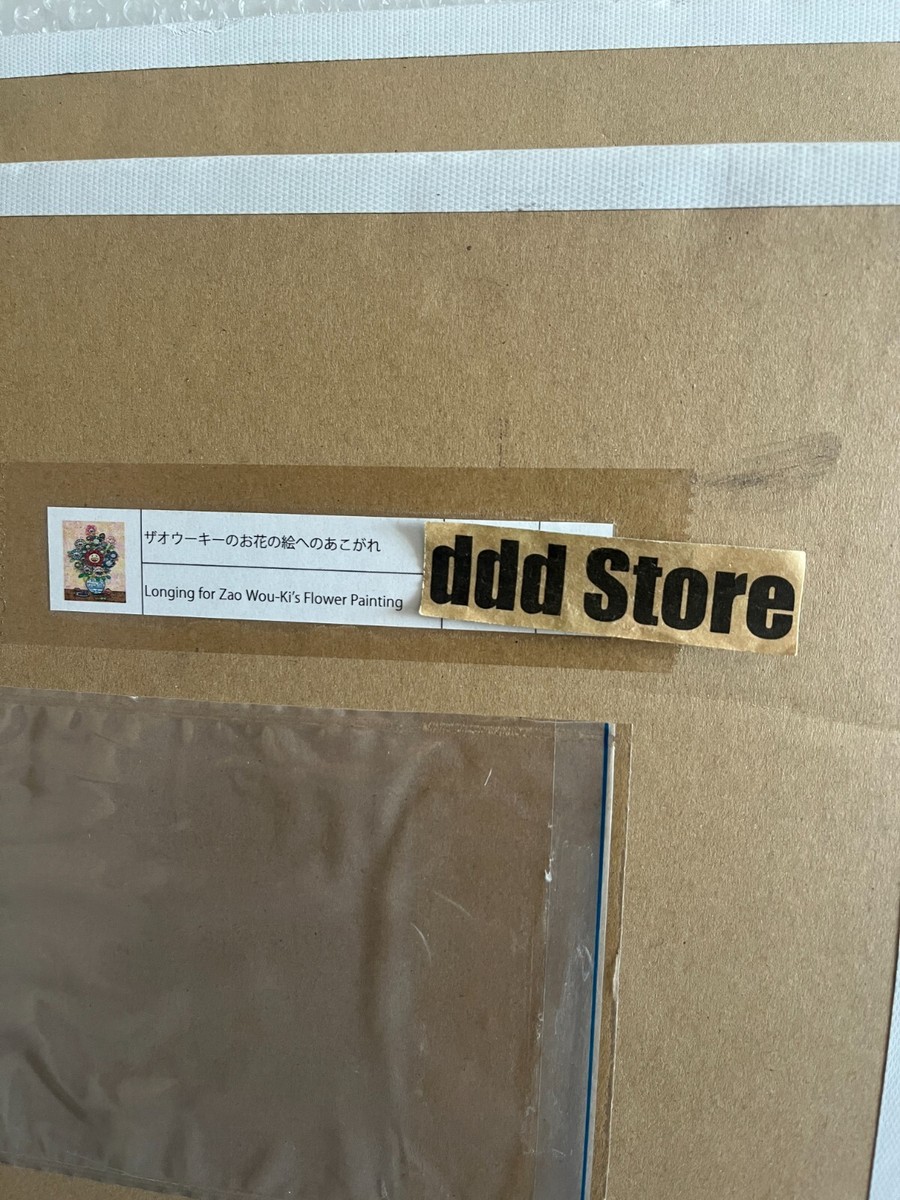 ザオウーキーのお花の絵へのあこがれ
Longing for Zao Wou-Ki's Flower Painting
ddd Store